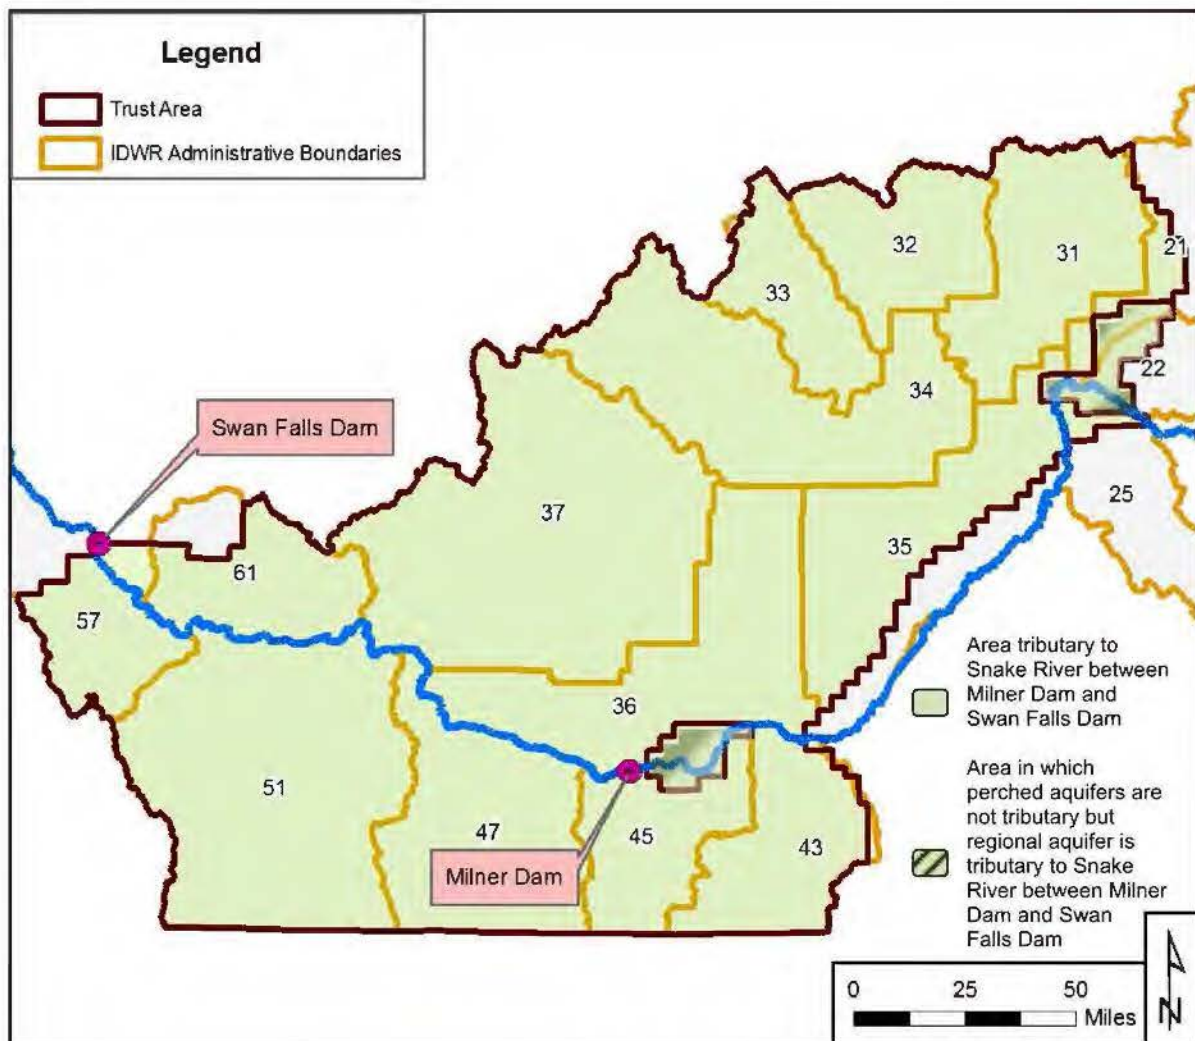 Legend
Trust Area
IDWR Administrative Boundaries
32
31
21
33
22
34
Swan Falls Dam
25
37
35
61
57
Area tributary to
Snake River between
Milner Dam and
Swan Falls Dam
36
Area in which
perched aquifers are
not tributary but
regional aquifer is
tributary to Snake
River between Milner
Dam and Swan
Falls Dam
51
47
45
43
Milner Dam
0 25 50
Miles
N